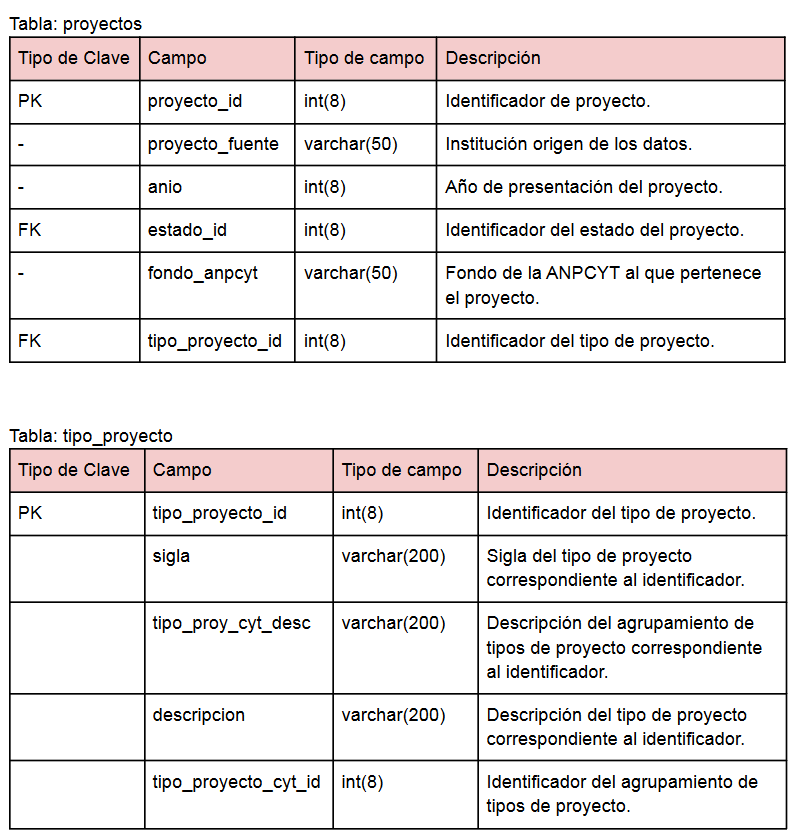 Tabla: proyectos
Tipo de Clave Campo Tipo de campo Descripción
PK proyecto_id int(8) Identificador de proyecto.
- proyecto_fuente varchar(50) Institución origen de los datos.
- anio int(8) Año de presentación del proyecto.
FK estado_id int(8) Identificador del estado del proyecto.
- fondo_anpcyt varchar(50) Fondo de la ANPCYT al que pertenece
el proyecto.
FK tipo_proyecto_id int(8) Identificador del tipo de proyecto.
Tabla: tipo_proyecto
Tipo de Clave Campo Tipo de campo Descripción
PK tipo_proyecto_id int(8) Identificador del tipo de proyecto.
sigla varchar(200) Sigla del tipo de proyecto
correspondiente al identificador.
tipo_proy_cyt_desc varchar(200) Descripción del agrupamiento de
tipos de proyecto correspondiente
al identificador.
descripcion varchar(200) Descripción del tipo de proyecto
correspondiente al identificador.
tipo_proyecto_cyt_id int(8) Identificador del agrupamiento de
tipos de proyecto.